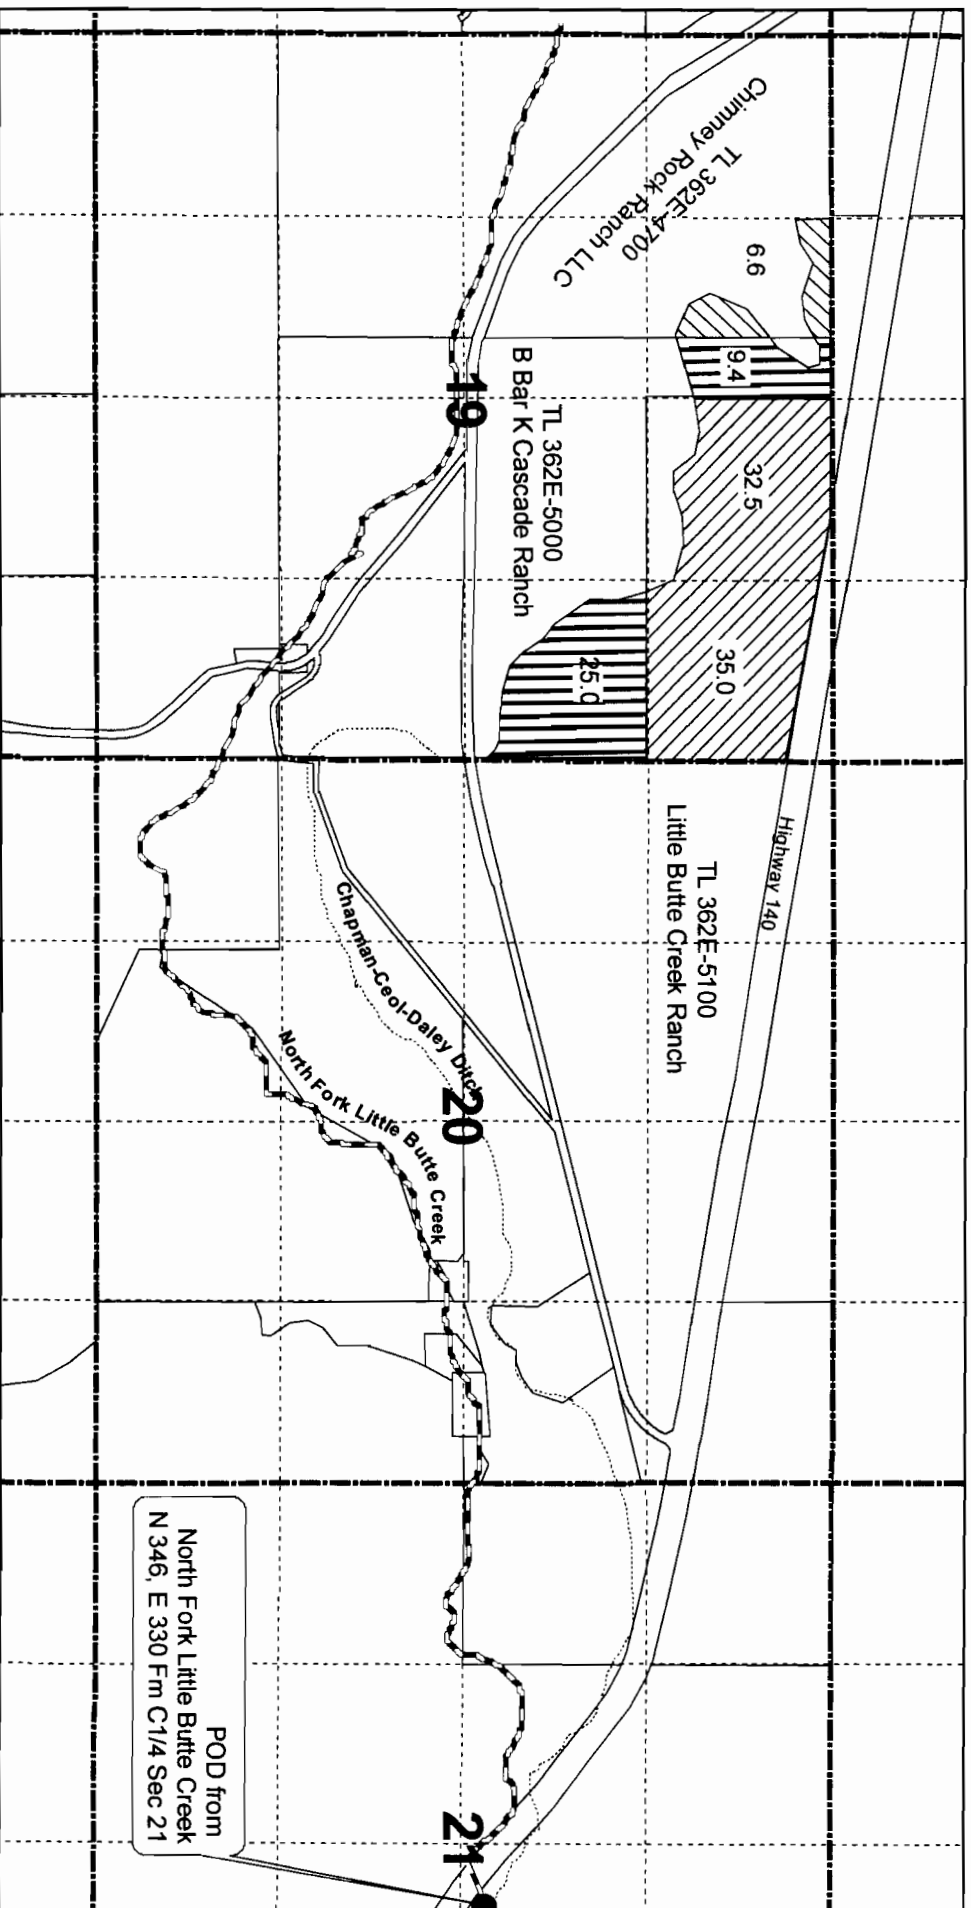 Chimney Rock Ranch LLC
TL 362E-4700
6.6
9.4
32.5
35.0
25.0
TL 362E-5000
B Bar K Cascade Ranch
19
Highway 140
TL 362E-5100
Little Butte Creek Ranch
Chapman-Ceol-Daley Ditch
20
North Fork Little Butte Creek
21
POD from
North Fork Little Butte Creek
N 346, E 330 Fm C1/4 Sec 21